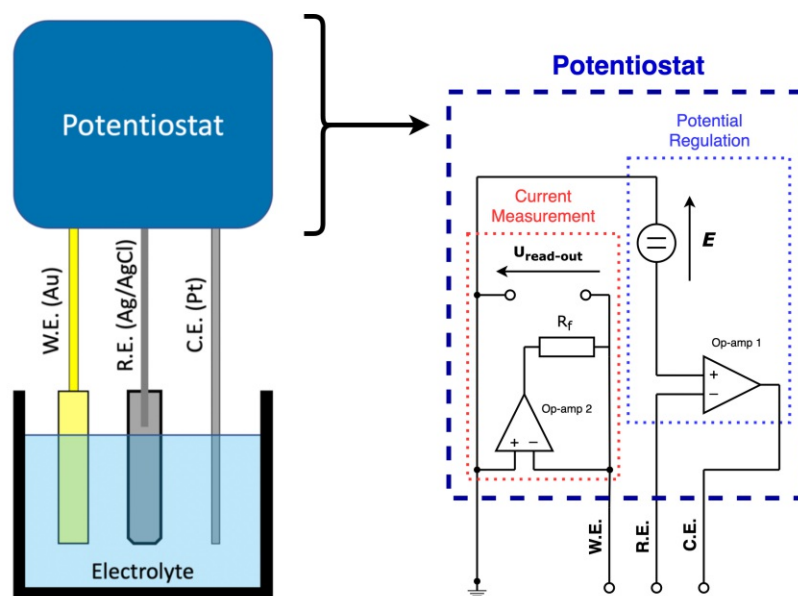 Potentiostat
W.E. (Au)
R.E. (Ag/AgCl)
C.E. (Pt)
Electrolyte
Potentiostat
Potential
Regulation
Current
Measurement
E
Uread-out
Rf
Op-amp 1
+
−
Op-amp 2
+ −
W.E.
R.E.
C.E.